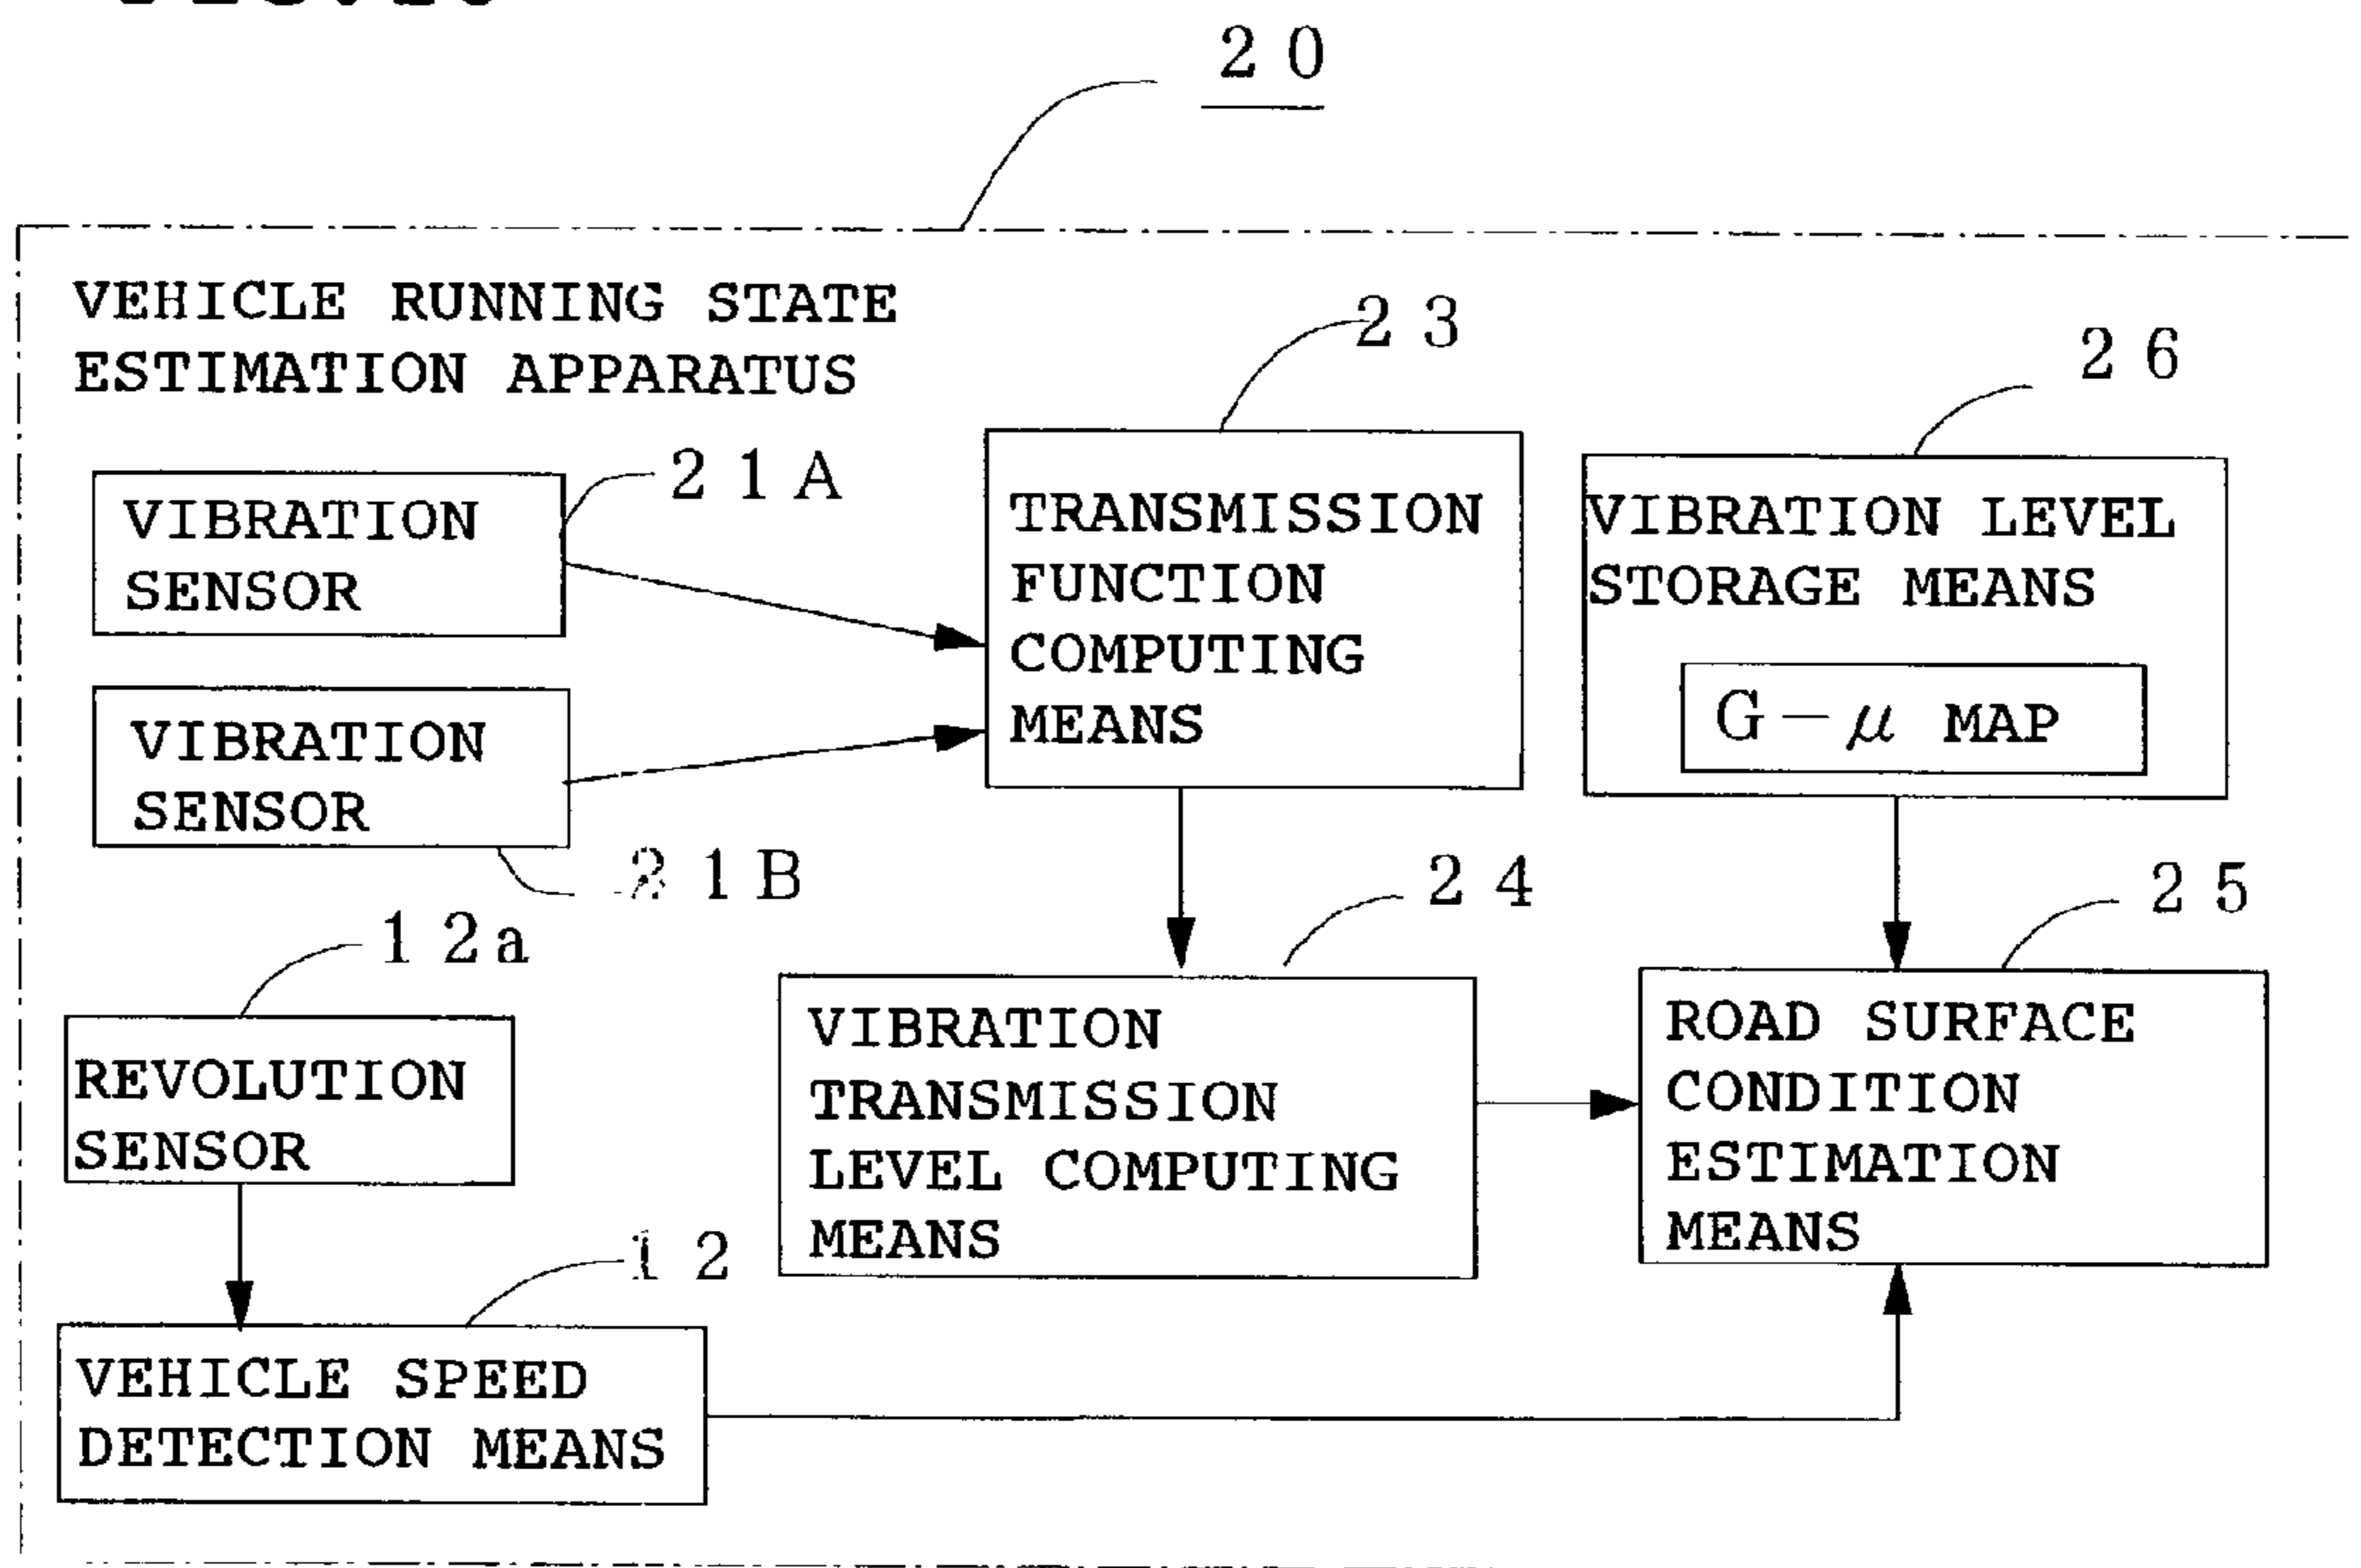 20
VEHICLE RUNNING STATE
ESTIMATION APPARATUS
23
26
21A
VIBRATION
SENSOR
TRANSMISSION
FUNCTION
COMPUTING
MEANS
VIBRATION LEVEL
STORAGE MEANS
G-μ MAP
VIBRATION
SENSOR
21B
24
25
12a
REVOLUTION
SENSOR
VIBRATION
TRANSMISSION
LEVEL COMPUTING
MEANS
ROAD SURFACE
CONDITION
ESTIMATION
MEANS
12
VEHICLE SPEED
DETECTION MEANS